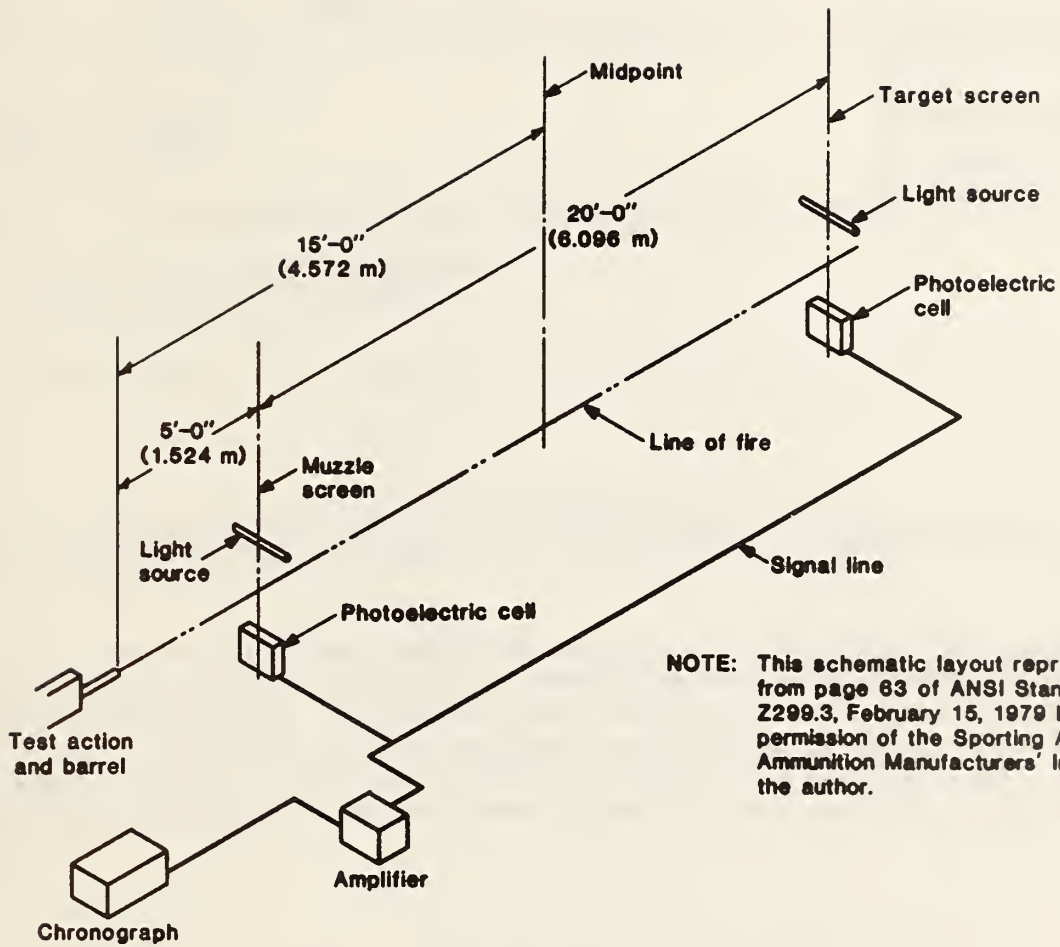 Midpoint
Target screen
Light source
20'-0"
(6.096 m)
15'-0"
(4.572 m)
Photoelectric
cell
5'-0"
(1.524 m)
Line of fire
Muzzle
screen
Light
source
Signal line
Photoelectric cell
NOTE: This schematic layout repr
from page 63 of ANSI Stan
Z299.3, February 15, 1979
permission of the Sporting A
Ammunition Manufacturers' I
the author.
Test action
and barrel
Amplifier
Chronograph